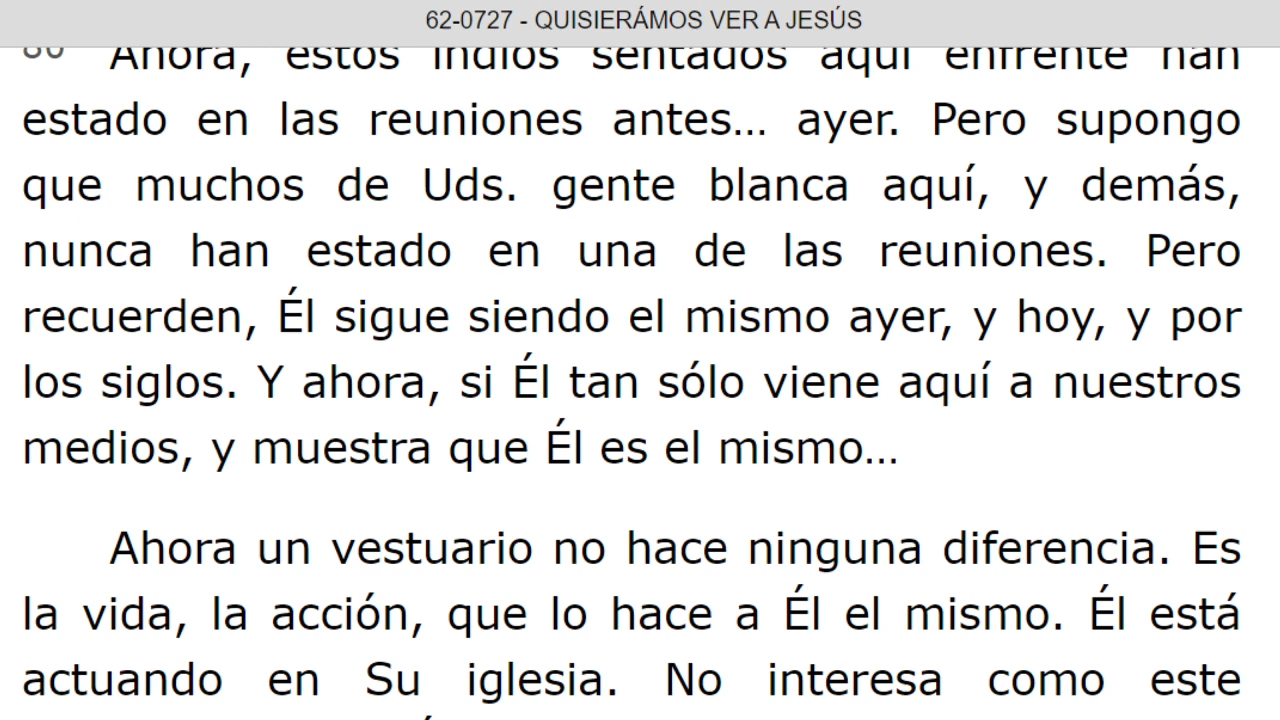 62-0727 - QUISIERÁMOS VER A JESÚS
80 Ahora, estos indios sentados aquí enfrente han
estado en las reuniones antes… ayer. Pero supongo
que muchos de Uds. gente blanca aquí, y demás,
nunca han estado en una de las reuniones. Pero
recuerden, Él sigue siendo el mismo ayer, y hoy, y por
los siglos. Y ahora, si Él tan sólo viene aquí a nuestros
medios, y muestra que Él es el mismo…
Ahora un vestuario no hace ninguna diferencia. Es
la vida, la acción, que lo hace a Él el mismo. Él está
actuando en Su iglesia. No interesa como este